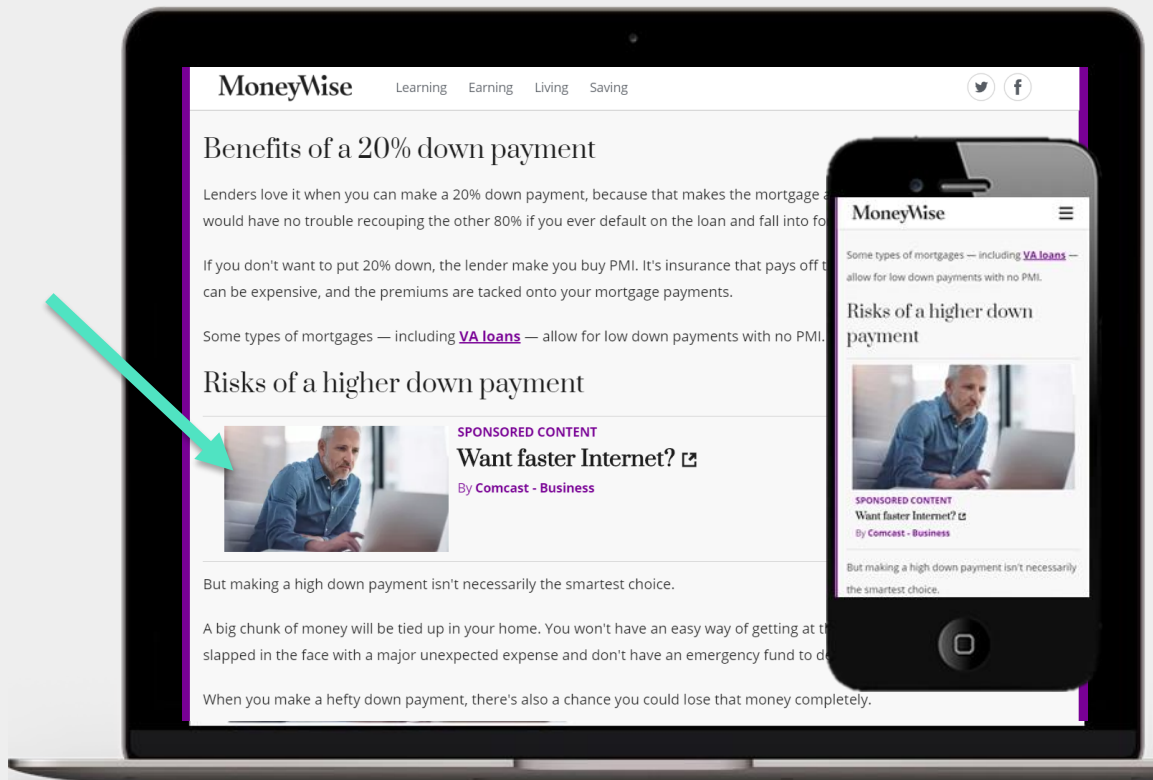 MoneyWise Learning Earning Living Saving
Benefits of a 20% down payment
Lenders love it when you can make a 20% down payment, because that makes the mortgage
would have no trouble recouping the other 80% if you ever default on the loan and fall into
If you don't want to put 20% down, the lender make you buy PMI. It's insurance that pays off
can be expensive, and the premiums are tacked onto your mortgage payments.
Some types of mortgages — including VA loans — allow for low down payments with no PMI.
Risks of a higher down payment
SPONSORED CONTENT
Want faster Internet?
By Comcast - Business
But making a high down payment isn't necessarily the smartest choice.
A big chunk of money will be tied up in your home. You won't have an easy way of getting at
slapped in the face with a major unexpected expense and don't have an emergency fund to
When you make a hefty down payment, there's also a chance you could lose that money completely.
MoneyWise
Some types of mortgages — including VA loans —
allow for low down payments with no PMI.
Risks of a higher down
payment
SPONSORED CONTENT
Want faster Internet?
By Comcast - Business
But making a high down payment isn't necessarily
the smartest choice.